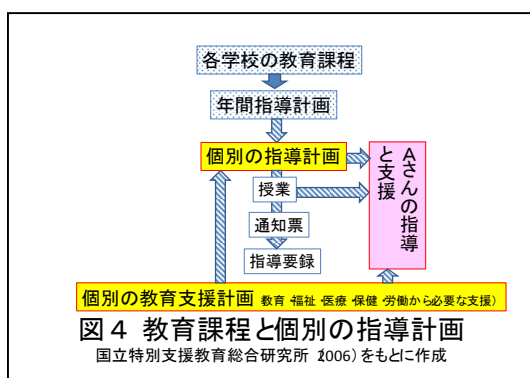 各学校の教育課程
年間指導計画
個別の指導計画
Aさんの指導
と支援
授業
通知票
指導要録
個別の教育支援計画 教育・福祉・医療・保健・労働から必要な支援)
図4 教育課程と個別の指導計画
国立特別支援教育総合研究所 2006)をもとに作成